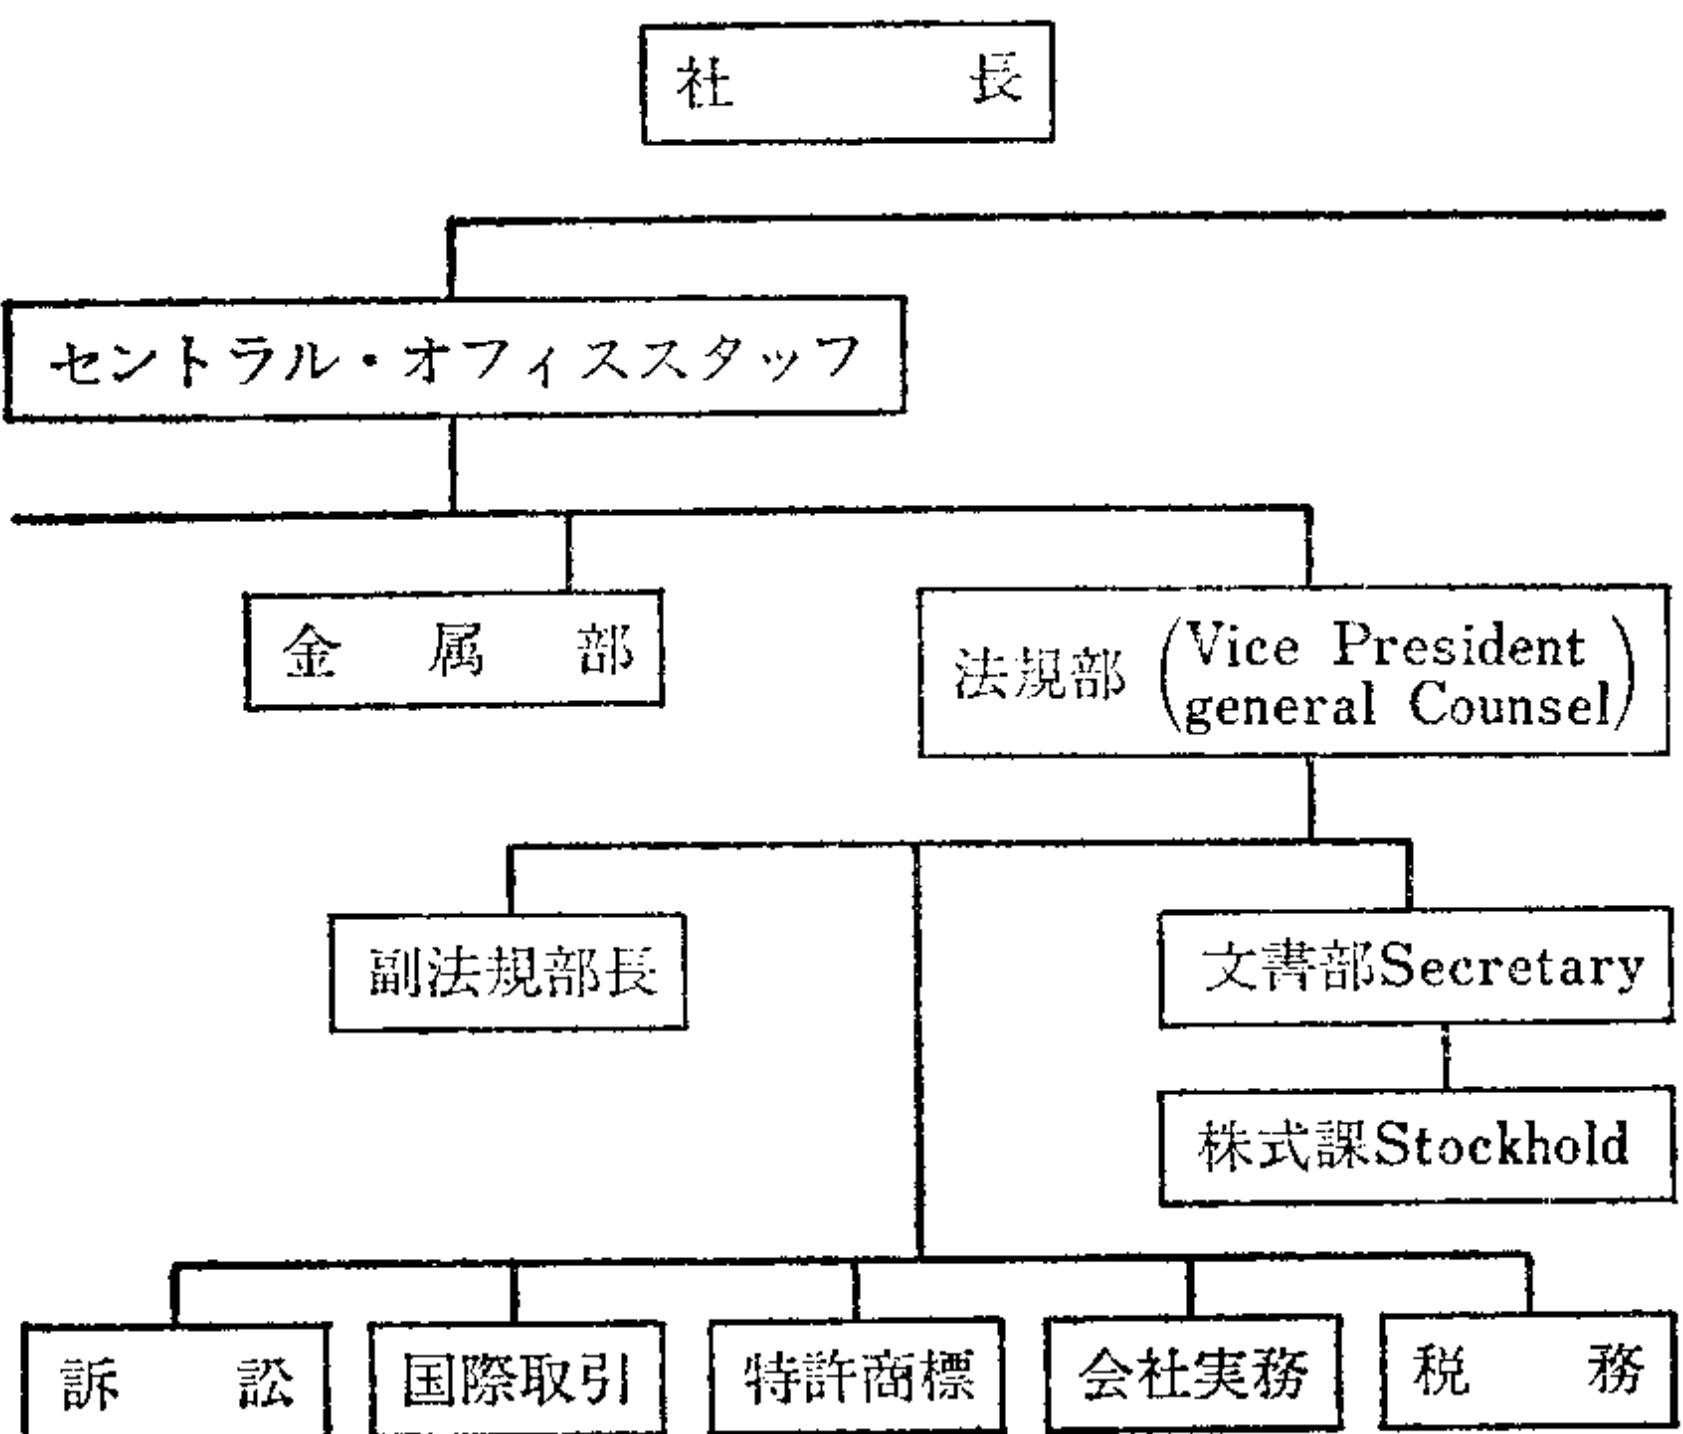 社長
セントラル・オフィススタッフ
金属部
法規部 (Vice President
general Counsel)
副法規部長
文書部Secretary
株式課Stockhold
訴訟
国際取引
特許商標
会社実務
税務